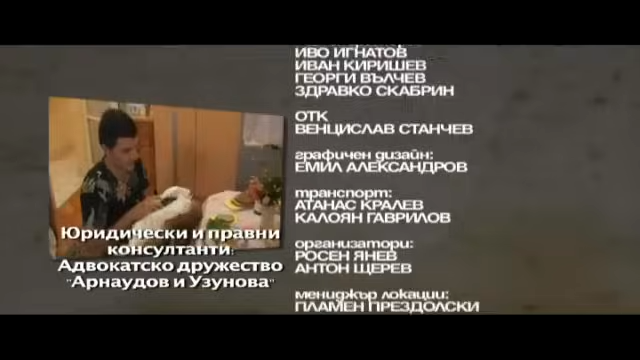 ИВО ИГНАТОВ
ИВАН КИРИШЕВ
ГЕОРГИ ВЪЛЧЕВ
ЗДРАВКО СКАБРИН
ОТК
ВЕНЦИСЛАВ СТАНЧЕВ
графичен дизайн:
ЕМИЛ АЛЕКСАНДРОВ
транспорт:
АТАНАС КРАЛЕВ
КАЛОЯН ГАВРИЛОВ
организатори:
РОСЕН ЯНЕВ
АНТОН ЩЕРЕВ
мениджър локации:
ПЛАМЕН ПРЕЗДОЛСКИ
Юридически и правни
консултанти:
Адвокатско дружество
"Арнаудов и Узунова"